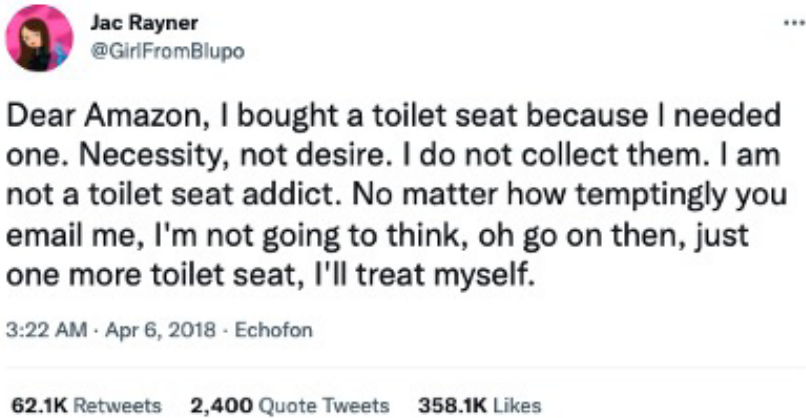 Jac Rayner
@GirlFromBlupo
Dear Amazon, I bought a toilet seat because I needed
one. Necessity, not desire. I do not collect them. I am
not a toilet seat addict. No matter how temptingly you
email me, I'm not going to think, oh go on then, just
one more toilet seat, I'll treat myself.
3:22 AM · Apr 6, 2018 · Echofon
62.1K Retweets 2,400 Quote Tweets 358.1K Likes